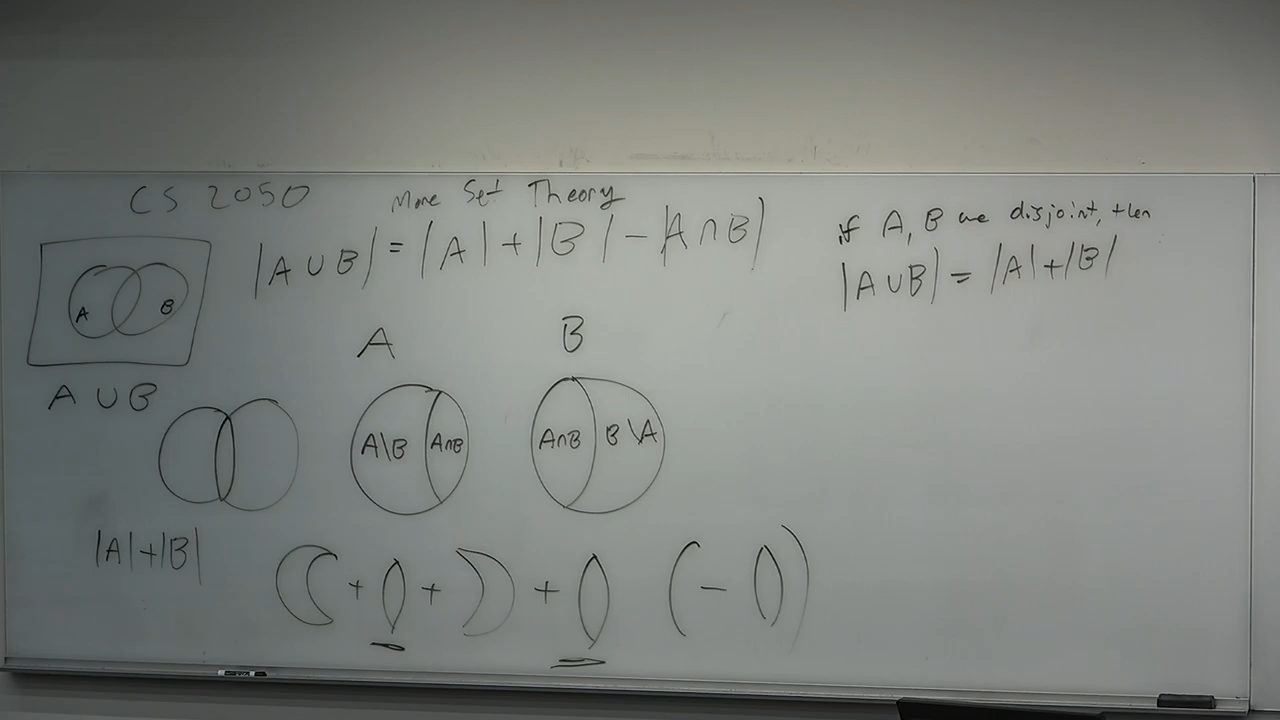 CS 2050 More Set Theory
|A ∪ B| = |A| + |B| - |A ∩ B|
if A, B are disjoint, then
|A ∪ B| = |A| + |B|
A B
A ∪ B
A B
A\B A∩B
A∩B B\A
|A|+|B|
+ + + ( - )